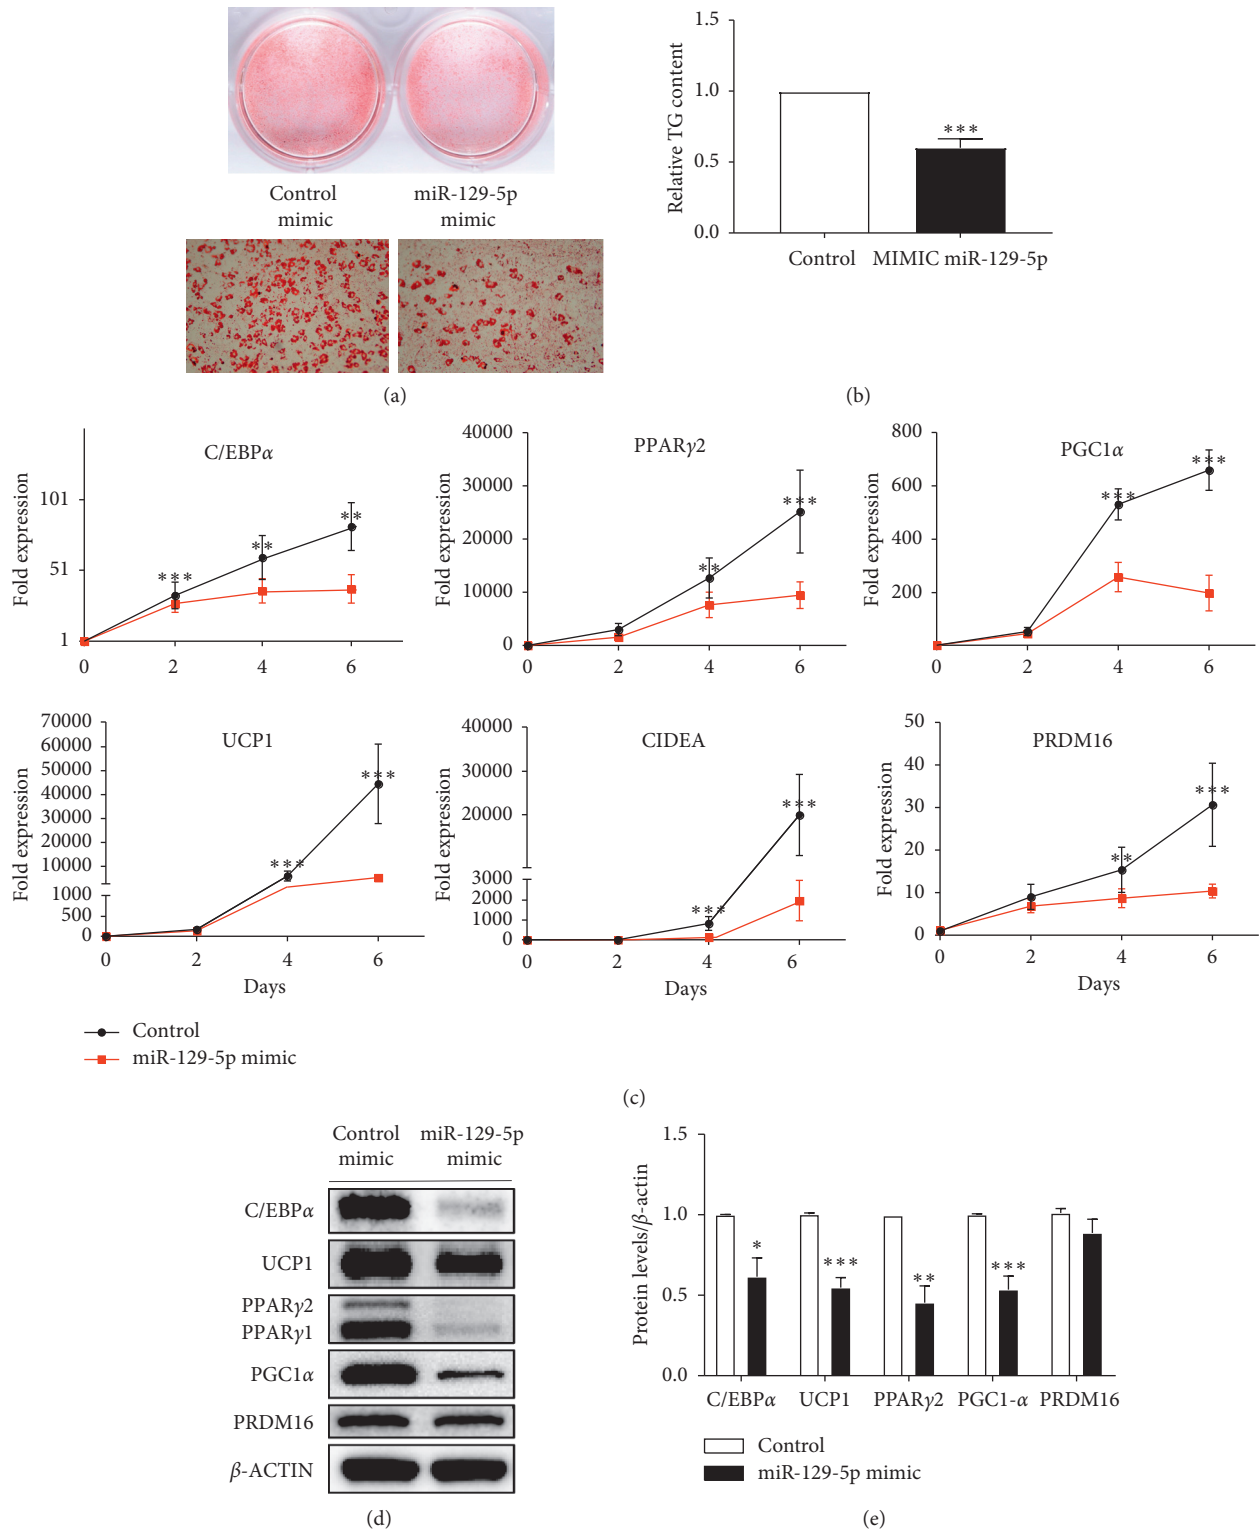 Control
mimic
miR-129-5p
mimic
(a)
1.5
1.0
0.5
0.0
Relative TG content
***
Control
MIMIC miR-129-5p
(b)
C/EBPα
Fold expression
101
51
1
0
2
4
6
***
**
**
PPARγ2
Fold expression
40000
30000
20000
10000
0
0
2
4
6
**
***
PGC1α
Fold expression
800
600
400
200
0
2
4
6
***
***
UCP1
Fold expression
70000
60000
50000
40000
30000
20000
10000
1000
500
0
0
2
4
6
***
***
Days
CIDEA
Fold expression
40000
30000
20000
3000
2000
1000
0
0
2
4
6
***
***
Days
PRDM16
Fold expression
50
40
30
20
10
0
0
2
4
6
**
***
Days
Control
miR-129-5p mimic
(c)
Control
mimic
miR-129-5p
mimic
C/EBPα
UCP1
PPARγ2
PPARγ1
PGC1α
PRDM16
β-ACTIN
(d)
1.5
1.0
0.5
0.0
Protein levels/β-actin
*
***
**
***
C/EBPα
UCP1
PPARγ2
PGC1-α
PRDM16
Control
miR-129-5p mimic
(e)